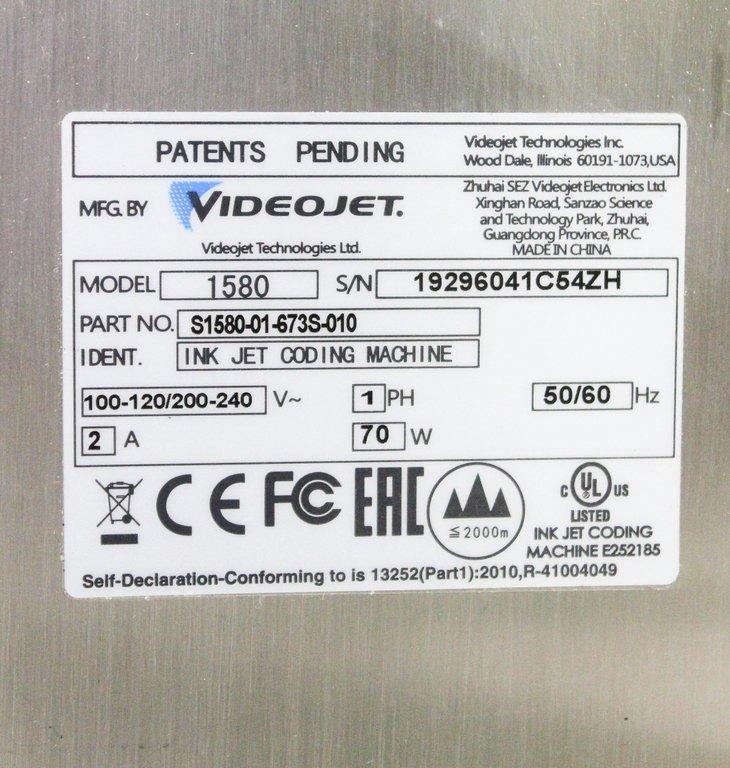 PATENTS PENDING
Videojet Technologies Inc.
Wood Dale, Illinois 60191-1073,USA
MFG. BY VIDEOJET.
Videojet Technologies Ltd.
Zhuhai SEZ Videojet Electronics Ltd.
Xinghan Road, Sanzao Science
and Technology Park, Zhuhai,
Guangdong Province, P.R.C.
MADE IN CHINA
MODEL 1580 S/N 19296041C54ZH
PART NO. S1580-01-673S-010
IDENT. INK JET CODING MACHINE
100-120/200-240 V~ 1 PH 50/60 Hz
2 A 70 W
CE FC EAC ≤2000m
C UL US
LISTED
INK JET CODING
MACHINE E252185
Self-Declaration-Conforming to is 13252(Part1):2010,R-41004049